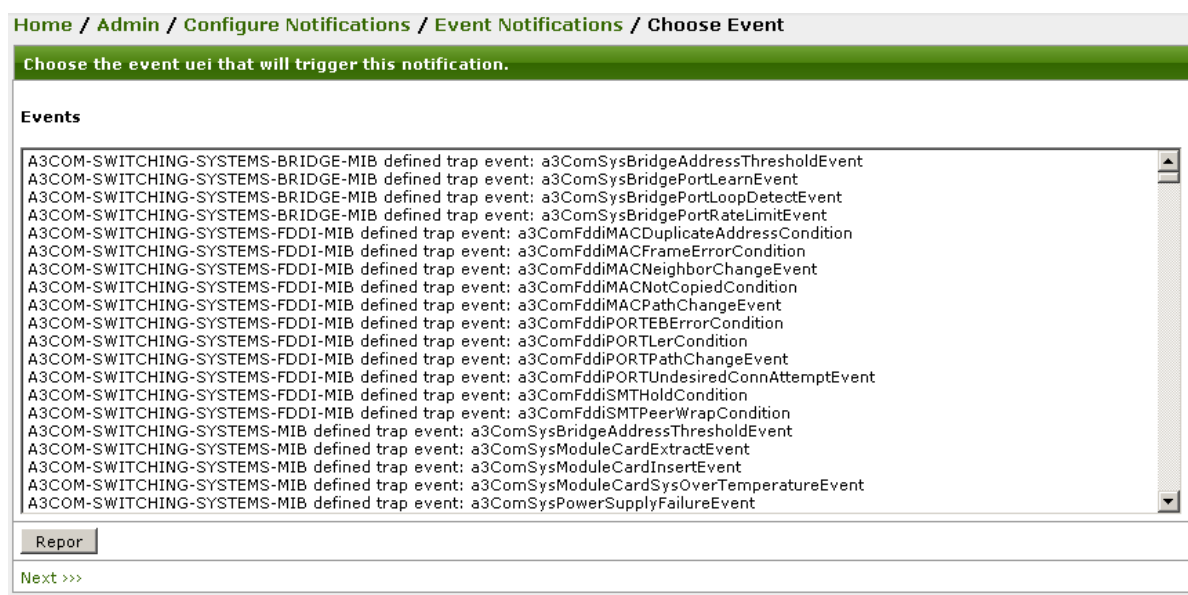 Home / Admin / Configure Notifications / Event Notifications / Choose Event
Choose the event uei that will trigger this notification.
Events
A3COM-SWITCHING-SYSTEMS-BRIDGE-MIB defined trap event: a3ComSysBridgeAddressThresholdEvent
A3COM-SWITCHING-SYSTEMS-BRIDGE-MIB defined trap event: a3ComSysBridgePortLearnEvent
A3COM-SWITCHING-SYSTEMS-BRIDGE-MIB defined trap event: a3ComSysBridgePortLoopDetectEvent
A3COM-SWITCHING-SYSTEMS-BRIDGE-MIB defined trap event: a3ComSysBridgePortRateLimitEvent
A3COM-SWITCHING-SYSTEMS-FDDI-MIB defined trap event: a3ComFddiMACDuplicateAddressCondition
A3COM-SWITCHING-SYSTEMS-FDDI-MIB defined trap event: a3ComFddiMACFrameErrorCondition
A3COM-SWITCHING-SYSTEMS-FDDI-MIB defined trap event: a3ComFddiMACNeighborChangeEvent
A3COM-SWITCHING-SYSTEMS-FDDI-MIB defined trap event: a3ComFddiMACNotCopiedCondition
A3COM-SWITCHING-SYSTEMS-FDDI-MIB defined trap event: a3ComFddiMACPathChangeEvent
A3COM-SWITCHING-SYSTEMS-FDDI-MIB defined trap event: a3ComFddiPORTEBErrorCondition
A3COM-SWITCHING-SYSTEMS-FDDI-MIB defined trap event: a3ComFddiPORTLerCondition
A3COM-SWITCHING-SYSTEMS-FDDI-MIB defined trap event: a3ComFddiPORTPathChangeEvent
A3COM-SWITCHING-SYSTEMS-FDDI-MIB defined trap event: a3ComFddiPORTUndesiredConnAttemptEvent
A3COM-SWITCHING-SYSTEMS-FDDI-MIB defined trap event: a3ComFddiSMTHoldCondition
A3COM-SWITCHING-SYSTEMS-FDDI-MIB defined trap event: a3ComFddiSMTPeerWrapCondition
A3COM-SWITCHING-SYSTEMS-MIB defined trap event: a3ComSysBridgeAddressThresholdEvent
A3COM-SWITCHING-SYSTEMS-MIB defined trap event: a3ComSysModuleCardExtractEvent
A3COM-SWITCHING-SYSTEMS-MIB defined trap event: a3ComSysModuleCardInsertEvent
A3COM-SWITCHING-SYSTEMS-MIB defined trap event: a3ComSysModuleCardSysOverTemperatureEvent
A3COM-SWITCHING-SYSTEMS-MIB defined trap event: a3ComSysPowerSupplyFailureEvent
Repor
Next >>>